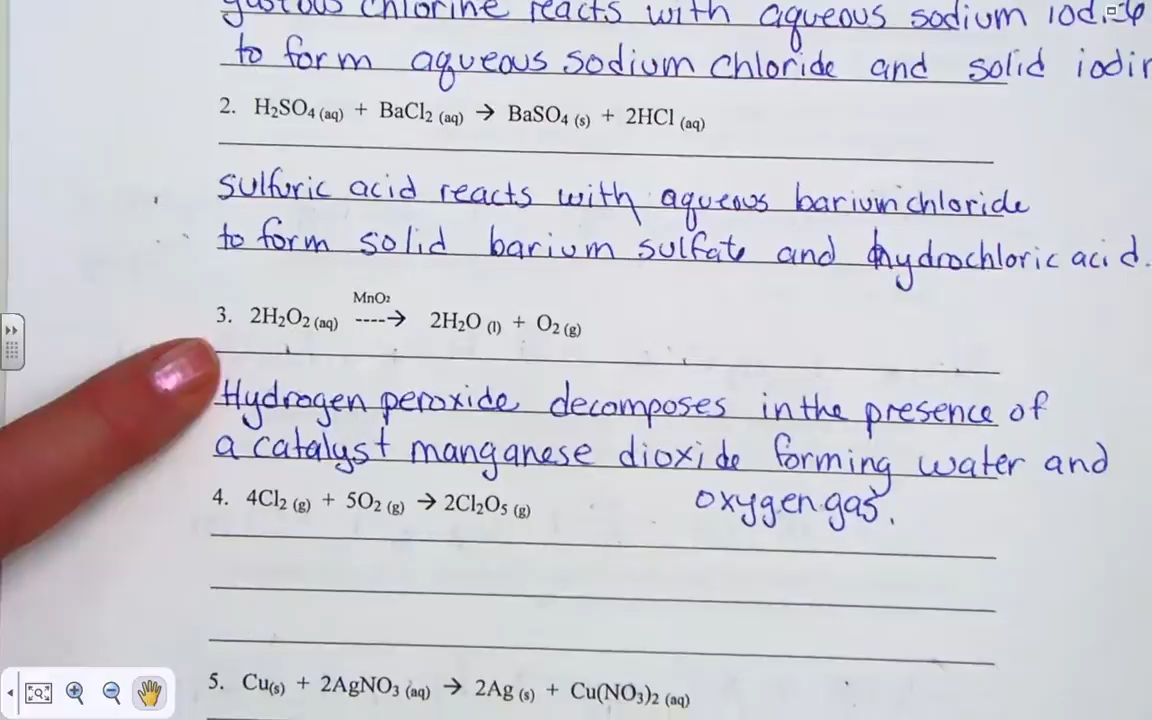 gaseous chlorine reacts with aqueous sodium
to form aqueous sodium chloride and solid
2. H₂SO₄ (aq) + BaCl₂ (aq) → BaSO₄ (s) + 2HCl (aq)
sulfuric acid reacts with aqueous barium chloride
to form solid barium sulfate and hydrochloric acid.
MnO₂
3. 2H₂O₂ (aq) ----→ 2H₂O (l) + O₂ (g)
Hydrogen peroxide decomposes in the presence of
a catalyst manganese dioxide forming water and
oxygen gas.
4. 4Cl₂ (g) + 5O₂ (g) → 2Cl₂O₅ (g)
5. Cu(s) + 2AgNO₃ (aq) → 2Ag (s) + Cu(NO₃)₂ (aq)